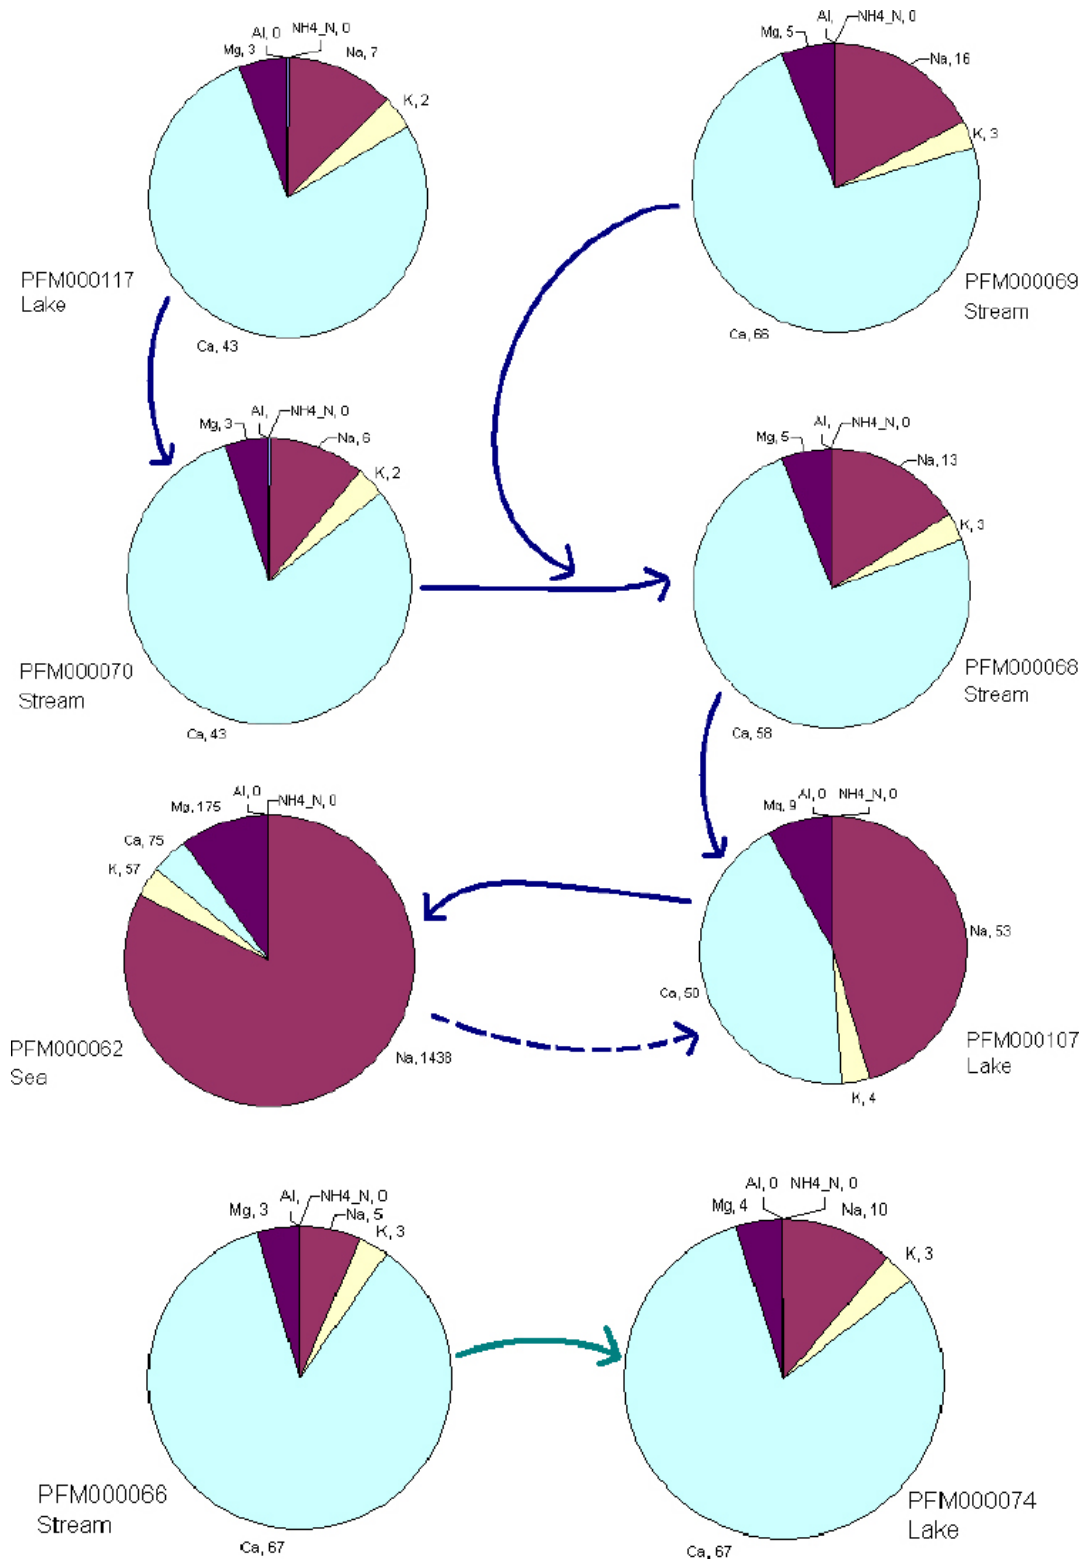 Al, 0
NH4_N, 0
Mg, 3
Na, 7
K, 2
PFM000117
Lake
Ca, 43
Al,
NH4_N, 0
Mg, 5
Na, 16
K, 3
PFM000069
Stream
Ca, 66
Al,
NH4_N, 0
Mg, 3
Na, 6
K, 2
PFM000070
Stream
Ca, 43
Al,
NH4_N, 0
Mg, 5
Na, 13
K, 3
PFM000068
Stream
Ca, 58
Al, 0
NH4_N, 0
Mg, 175
Ca, 75
K, 57
PFM000062
Sea
Na, 1438
Al, 0
NH4_N, 0
Mg, 9
Na, 53
Ca, 50
PFM000107
Lake
K, 4
Al,
NH4_N, 0
Mg, 3
Na, 5
K, 3
PFM000066
Stream
Ca, 67
Al, 0
NH4_N, 0
Mg, 4
Na, 10
K, 3
PFM000074
Lake
Ca, 67